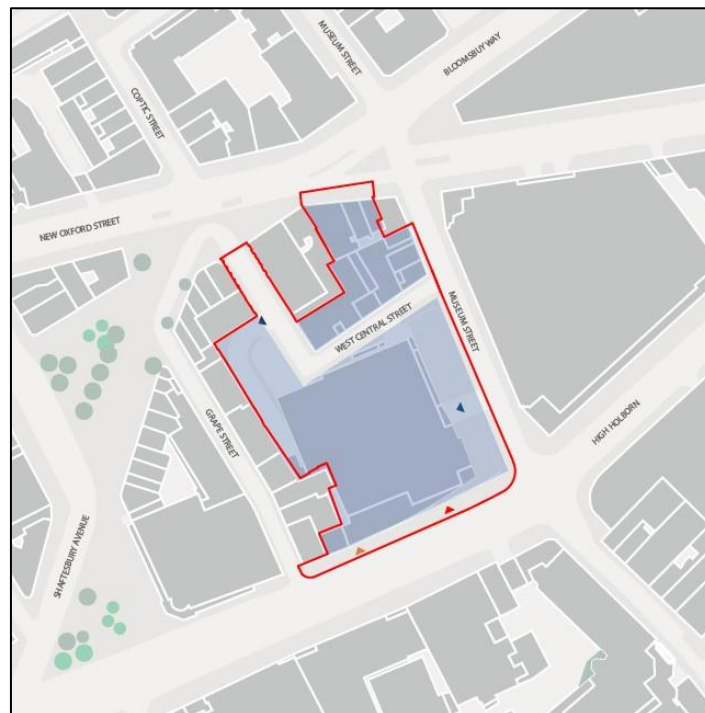 MUSEUM STREET
BLOOMSBUY WAY
COPTIC STREET
NEW OXFORD STREET
WEST CENTRAL STREET
MUSEUM STREET
HIGH HOLBORN
GRAPE STREET
SHAFTESBURY AVENUE